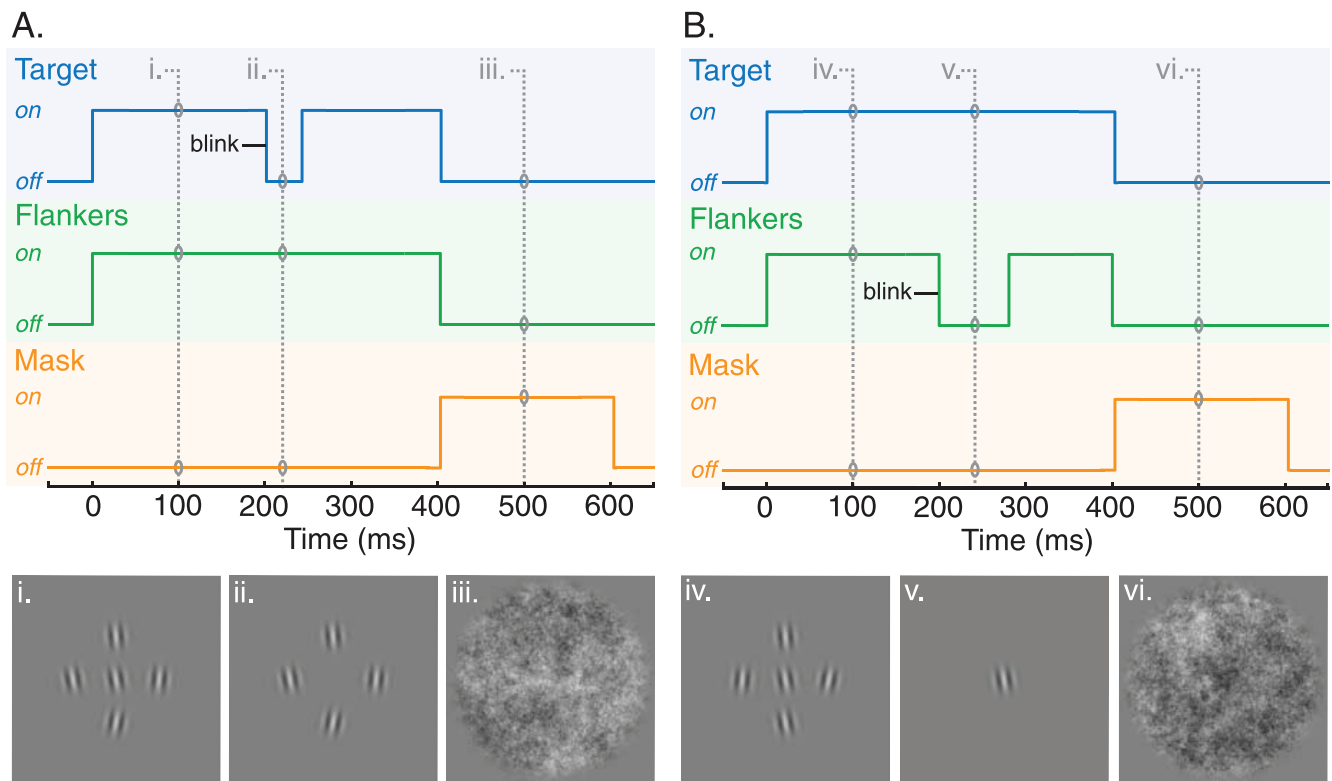 A.
Target
i.
ii.
iii.
on
blink
off
Flankers
on
off
Mask
on
off
0 100 200 300 400 500 600
Time (ms)
i.
ii.
iii.
B.
Target
iv.
v.
vi.
on
off
Flankers
on
blink
off
Mask
on
off
0 100 200 300 400 500 600
Time (ms)
iv.
v.
vi.